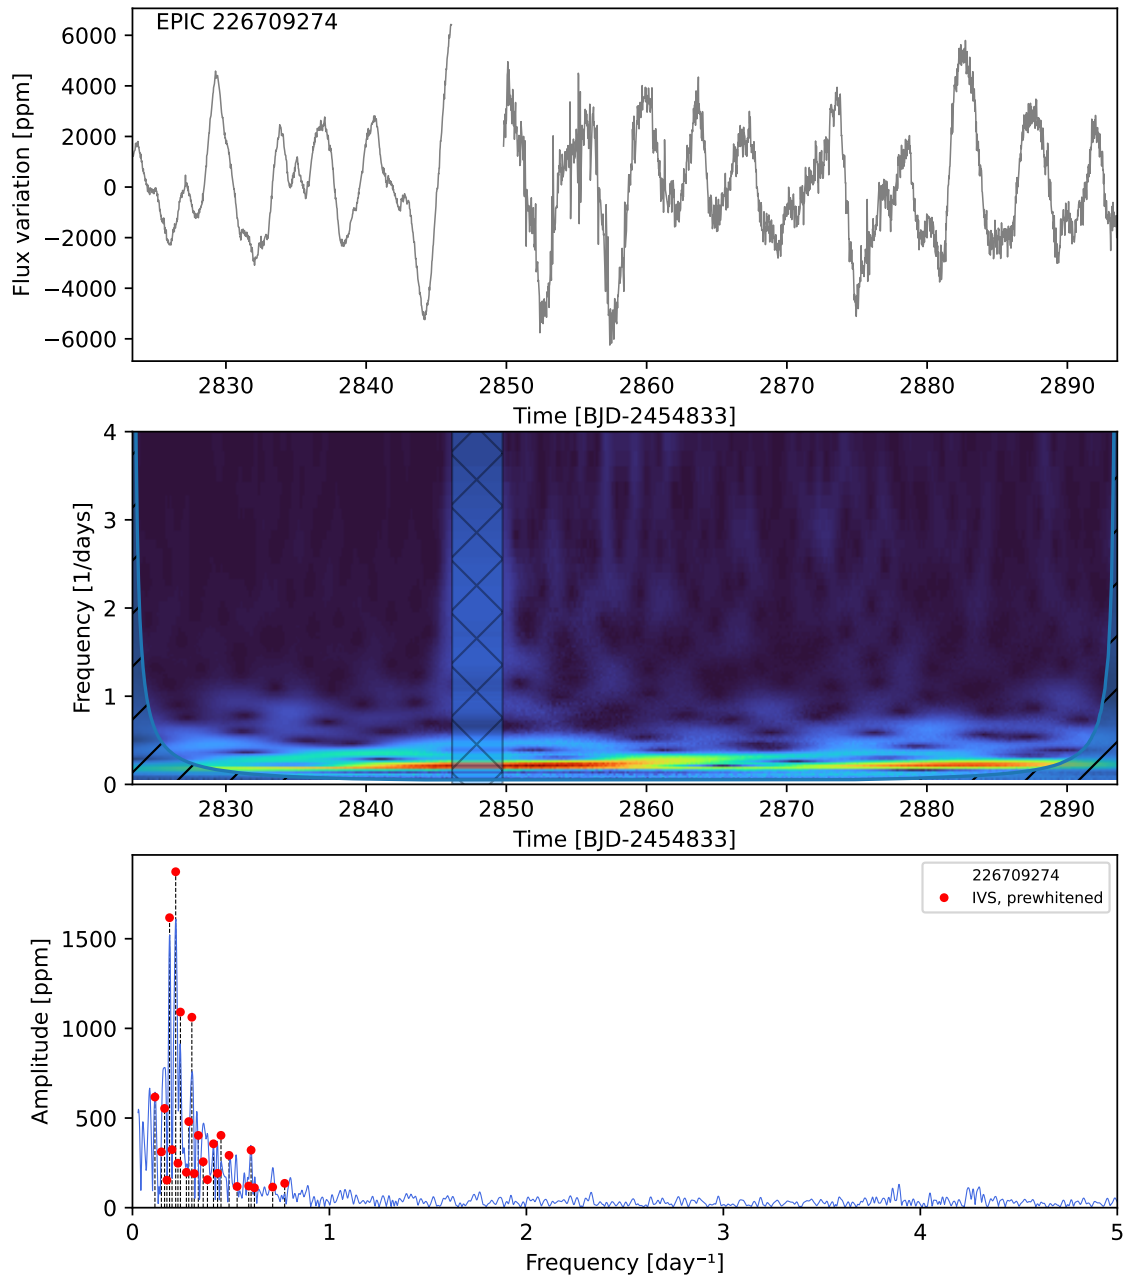 EPIC 226709274
6000
4000
2000
0
−2000
−4000
−6000
Flux variation [ppm]
2830 2840 2850 2860 2870 2880 2890
Time [BJD-2454833]
4
3
2
1
0
Frequency [1/days]
2830 2840 2850 2860 2870 2880 2890
Time [BJD-2454833]
226709274
IVS, prewhitened
1500
1000
500
0
Amplitude [ppm]
0 1 2 3 4 5
Frequency [day⁻¹]